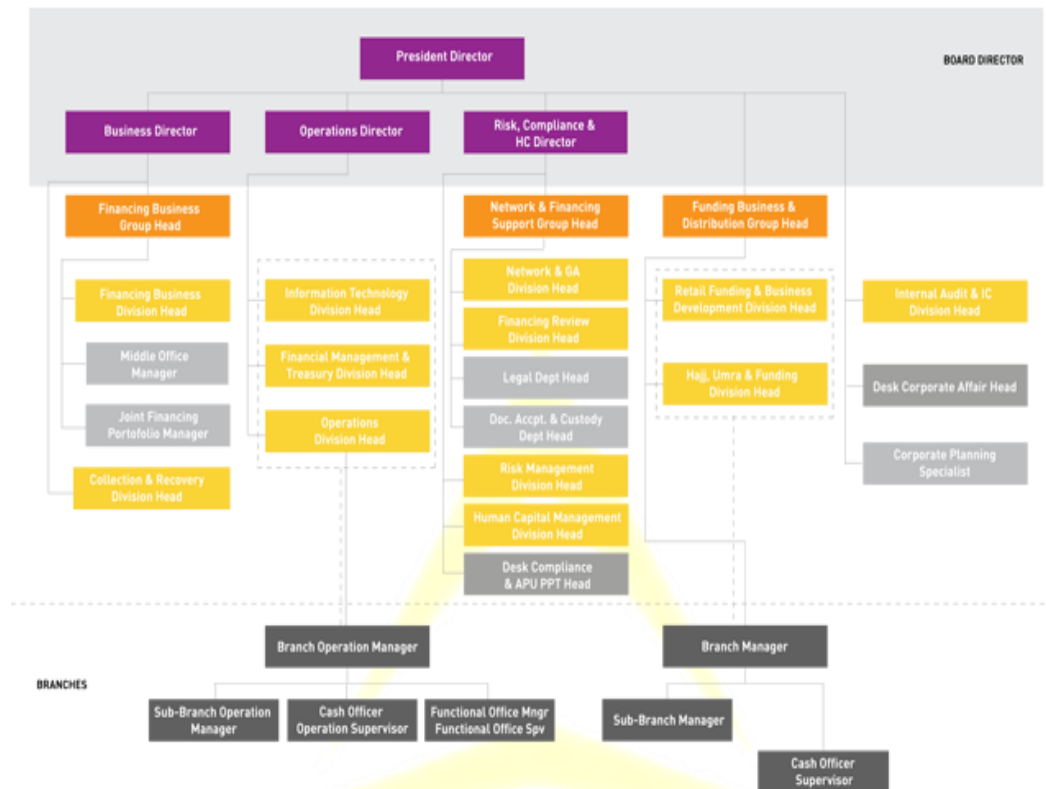 President Director
BOARD DIRECTOR
Business Director
Operations Director
Risk, Compliance &
HC Director
Financing Business
Group Head
Network & Financing
Support Group Head
Funding Business &
Distribution Group Head
Financing Business
Division Head
Middle Office
Manager
Joint Financing
Portofolio Manager
Collection & Recovery
Division Head
Information Technology
Division Head
Financial Management &
Treasury Division Head
Operations
Division Head
Network & GA
Division Head
Financing Review
Division Head
Legal Dept Head
Doc. Accpt. & Custody
Dept Head
Risk Management
Division Head
Human Capital Management
Division Head
Desk Compliance
& APU PPT Head
Retail Funding & Business
Development Division Head
Hajj, Umra & Funding
Division Head
Internal Audit & IC
Division Head
Desk Corporate Affair Head
Corporate Planning
Specialist
BRANCHES
Branch Operation Manager
Branch Manager
Sub-Branch Operation
Manager
Cash Officer
Operation Supervisor
Functional Office Mngr
Functional Office Spv
Sub-Branch Manager
Cash Officer
Supervisor